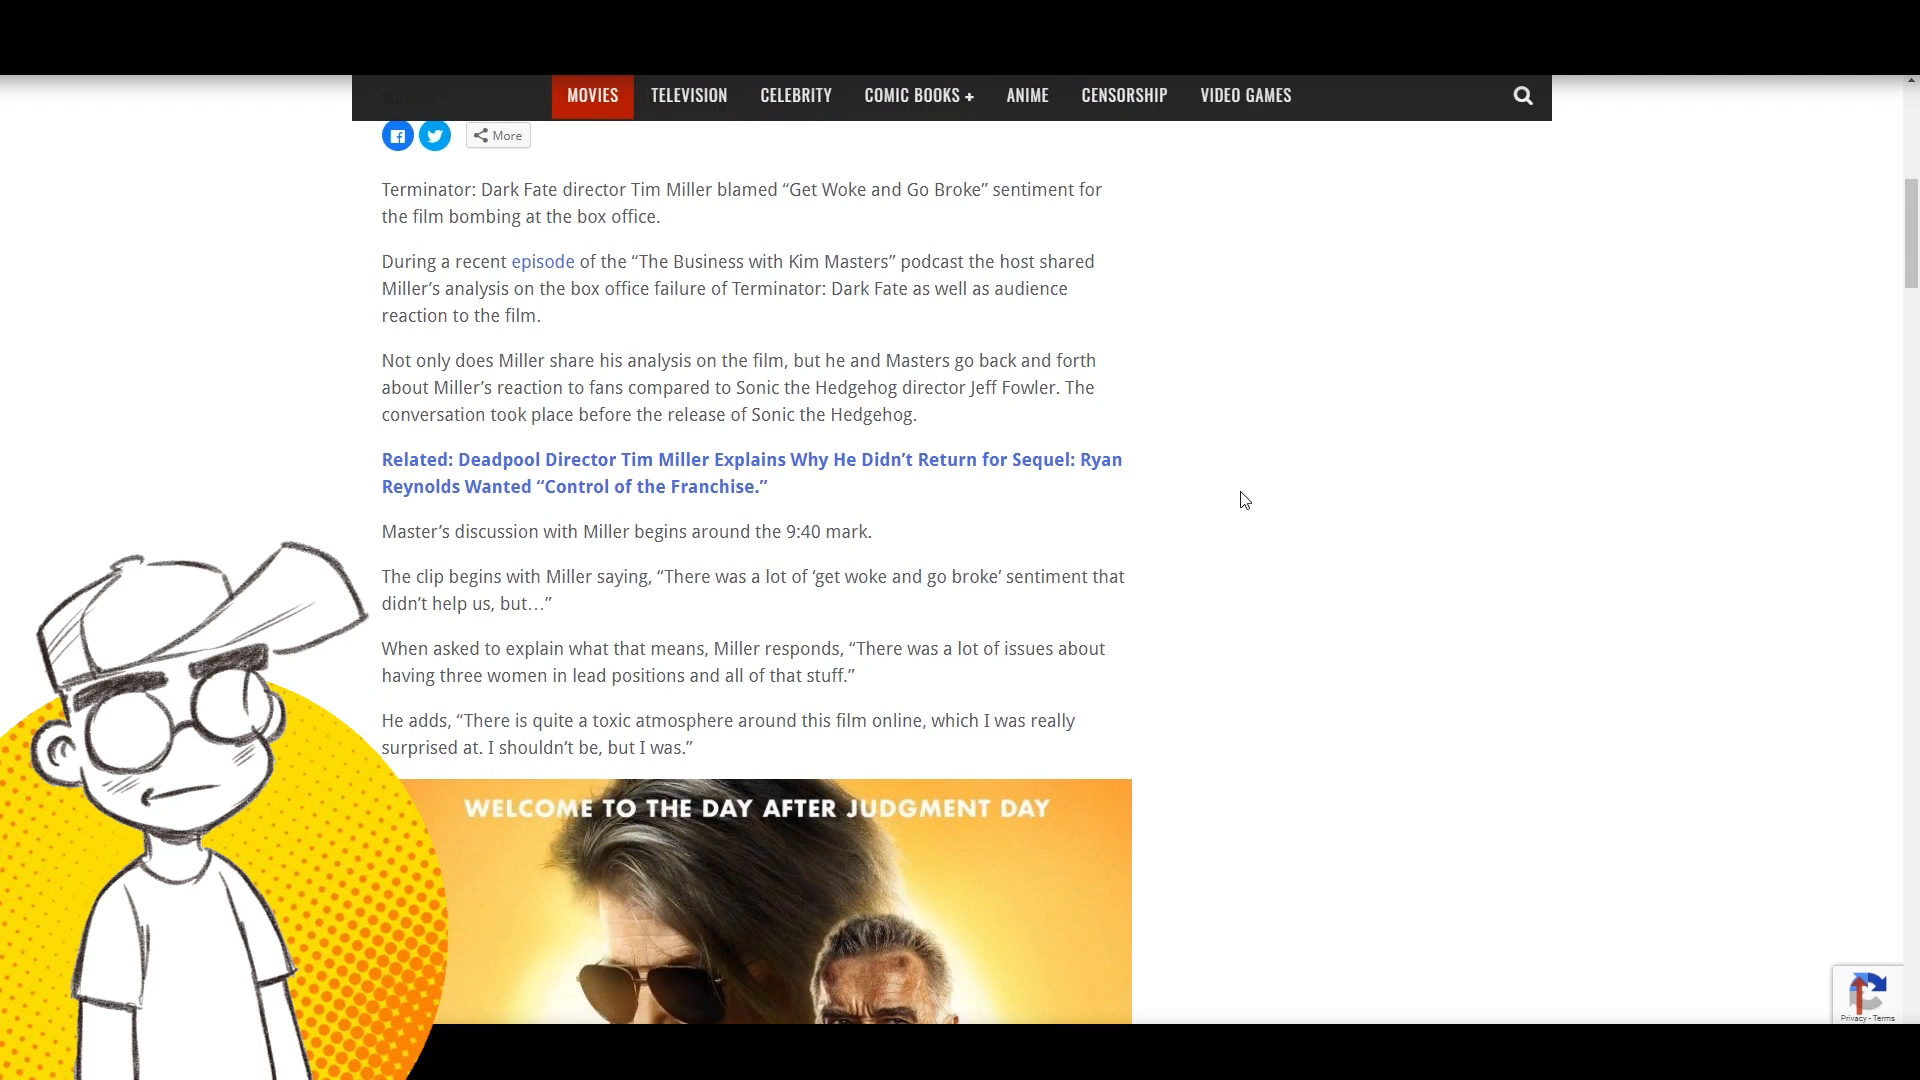 MOVIES TELEVISION CELEBRITY COMIC BOOKS + ANIME CENSORSHIP VIDEO GAMES
More
Terminator: Dark Fate director Tim Miller blamed “Get Woke and Go Broke” sentiment for
the film bombing at the box office.
During a recent episode of the “The Business with Kim Masters” podcast the host shared
Miller’s analysis on the box office failure of Terminator: Dark Fate as well as audience
reaction to the film.
Not only does Miller share his analysis on the film, but he and Masters go back and forth
about Miller’s reaction to fans compared to Sonic the Hedgehog director Jeff Fowler. The
conversation took place before the release of Sonic the Hedgehog.
Related: Deadpool Director Tim Miller Explains Why He Didn’t Return for Sequel: Ryan
Reynolds Wanted “Control of the Franchise.”
Master’s discussion with Miller begins around the 9:40 mark.
The clip begins with Miller saying, “There was a lot of ‘get woke and go broke’ sentiment that
didn’t help us, but…”
When asked to explain what that means, Miller responds, “There was a lot of issues about
having three women in lead positions and all of that stuff.”
He adds, “There is quite a toxic atmosphere around this film online, which I was really
surprised at. I shouldn’t be, but I was.”
WELCOME TO THE DAY AFTER JUDGMENT DAY
Privacy - Terms